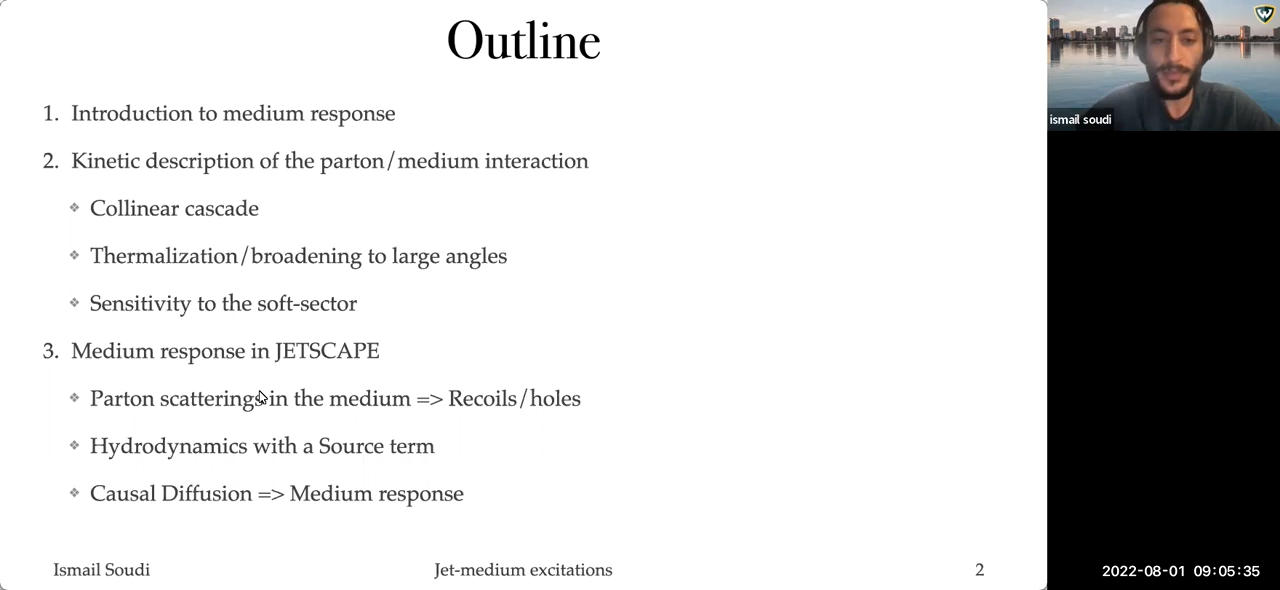 Outline
1. Introduction to medium response
2. Kinetic description of the parton/medium interaction
❖ Collinear cascade
❖ Thermalization/broadening to large angles
❖ Sensitivity to the soft-sector
3. Medium response in JETSCAPE
❖ Parton scatterings in the medium => Recoils/holes
❖ Hydrodynamics with a Source term
❖ Causal Diffusion => Medium response
Ismail Soudi Jet-medium excitations 2
W
ismail soudi
2022-08-01 09:05:35